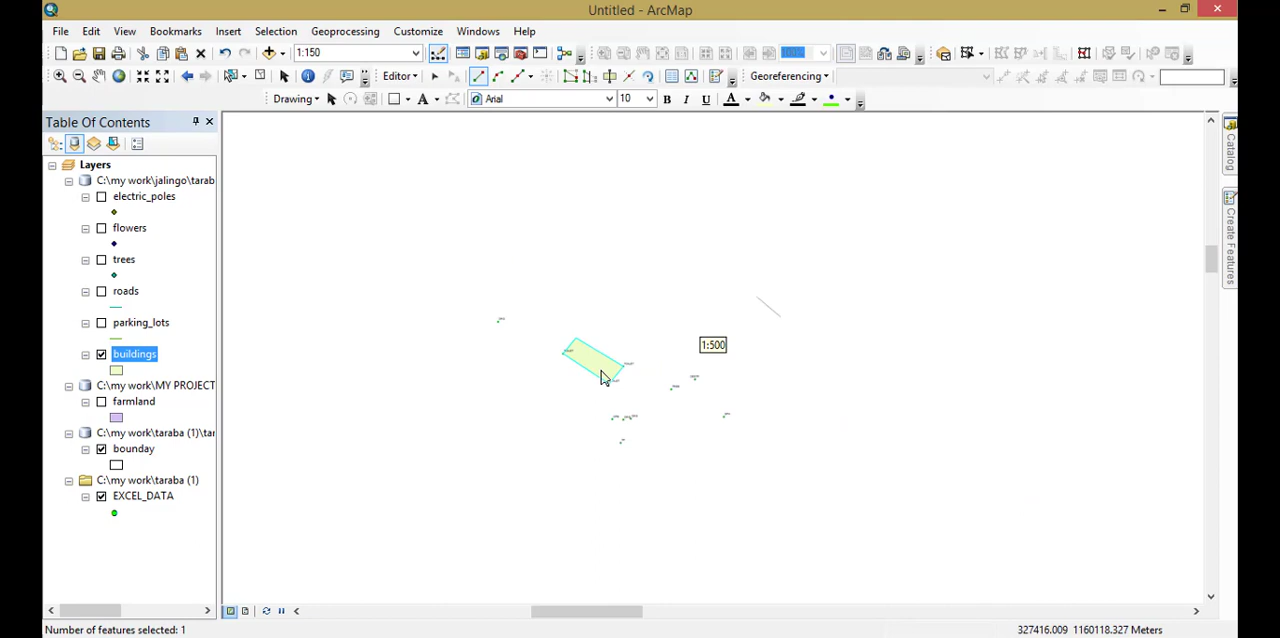 Untitled - ArcMap
File Edit View Bookmarks Insert Selection Geoprocessing Customize Windows Help
1:150
Editor Georeferencing
Drawing A Arial 10 B I U A
Table Of Contents
Layers
C:\my work\jalingo\tarab
electric_poles
flowers
trees
roads
parking_lots
buildings
C:\my work\MY PROJECT
farmland
C:\my work\taraba (1)\tar
bounday
C:\my work\taraba (1)
EXCEL_DATA
1:500
Catalog
Create Features
Number of features selected: 1
327416.009 1160118.327 Meters